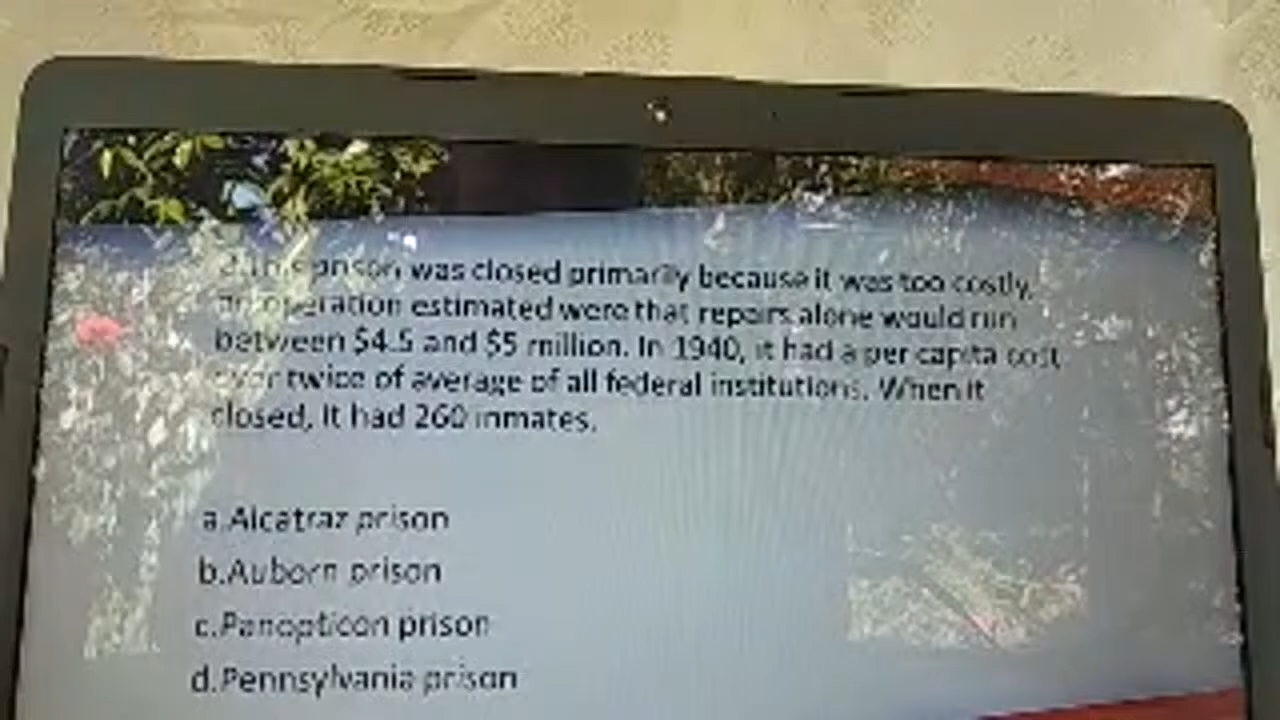 prison was closed primarily because it was too costly,
operation estimated were that repairs alone would run
between $4.5 and $5 million. In 1940, it had a per capita cost
over twice of average of all federal institutions. When it
closed, it had 260 inmates.
a.Alcatraz prison
b.Auborn prison
c.Panopticon prison
d.Pennsylvania prison